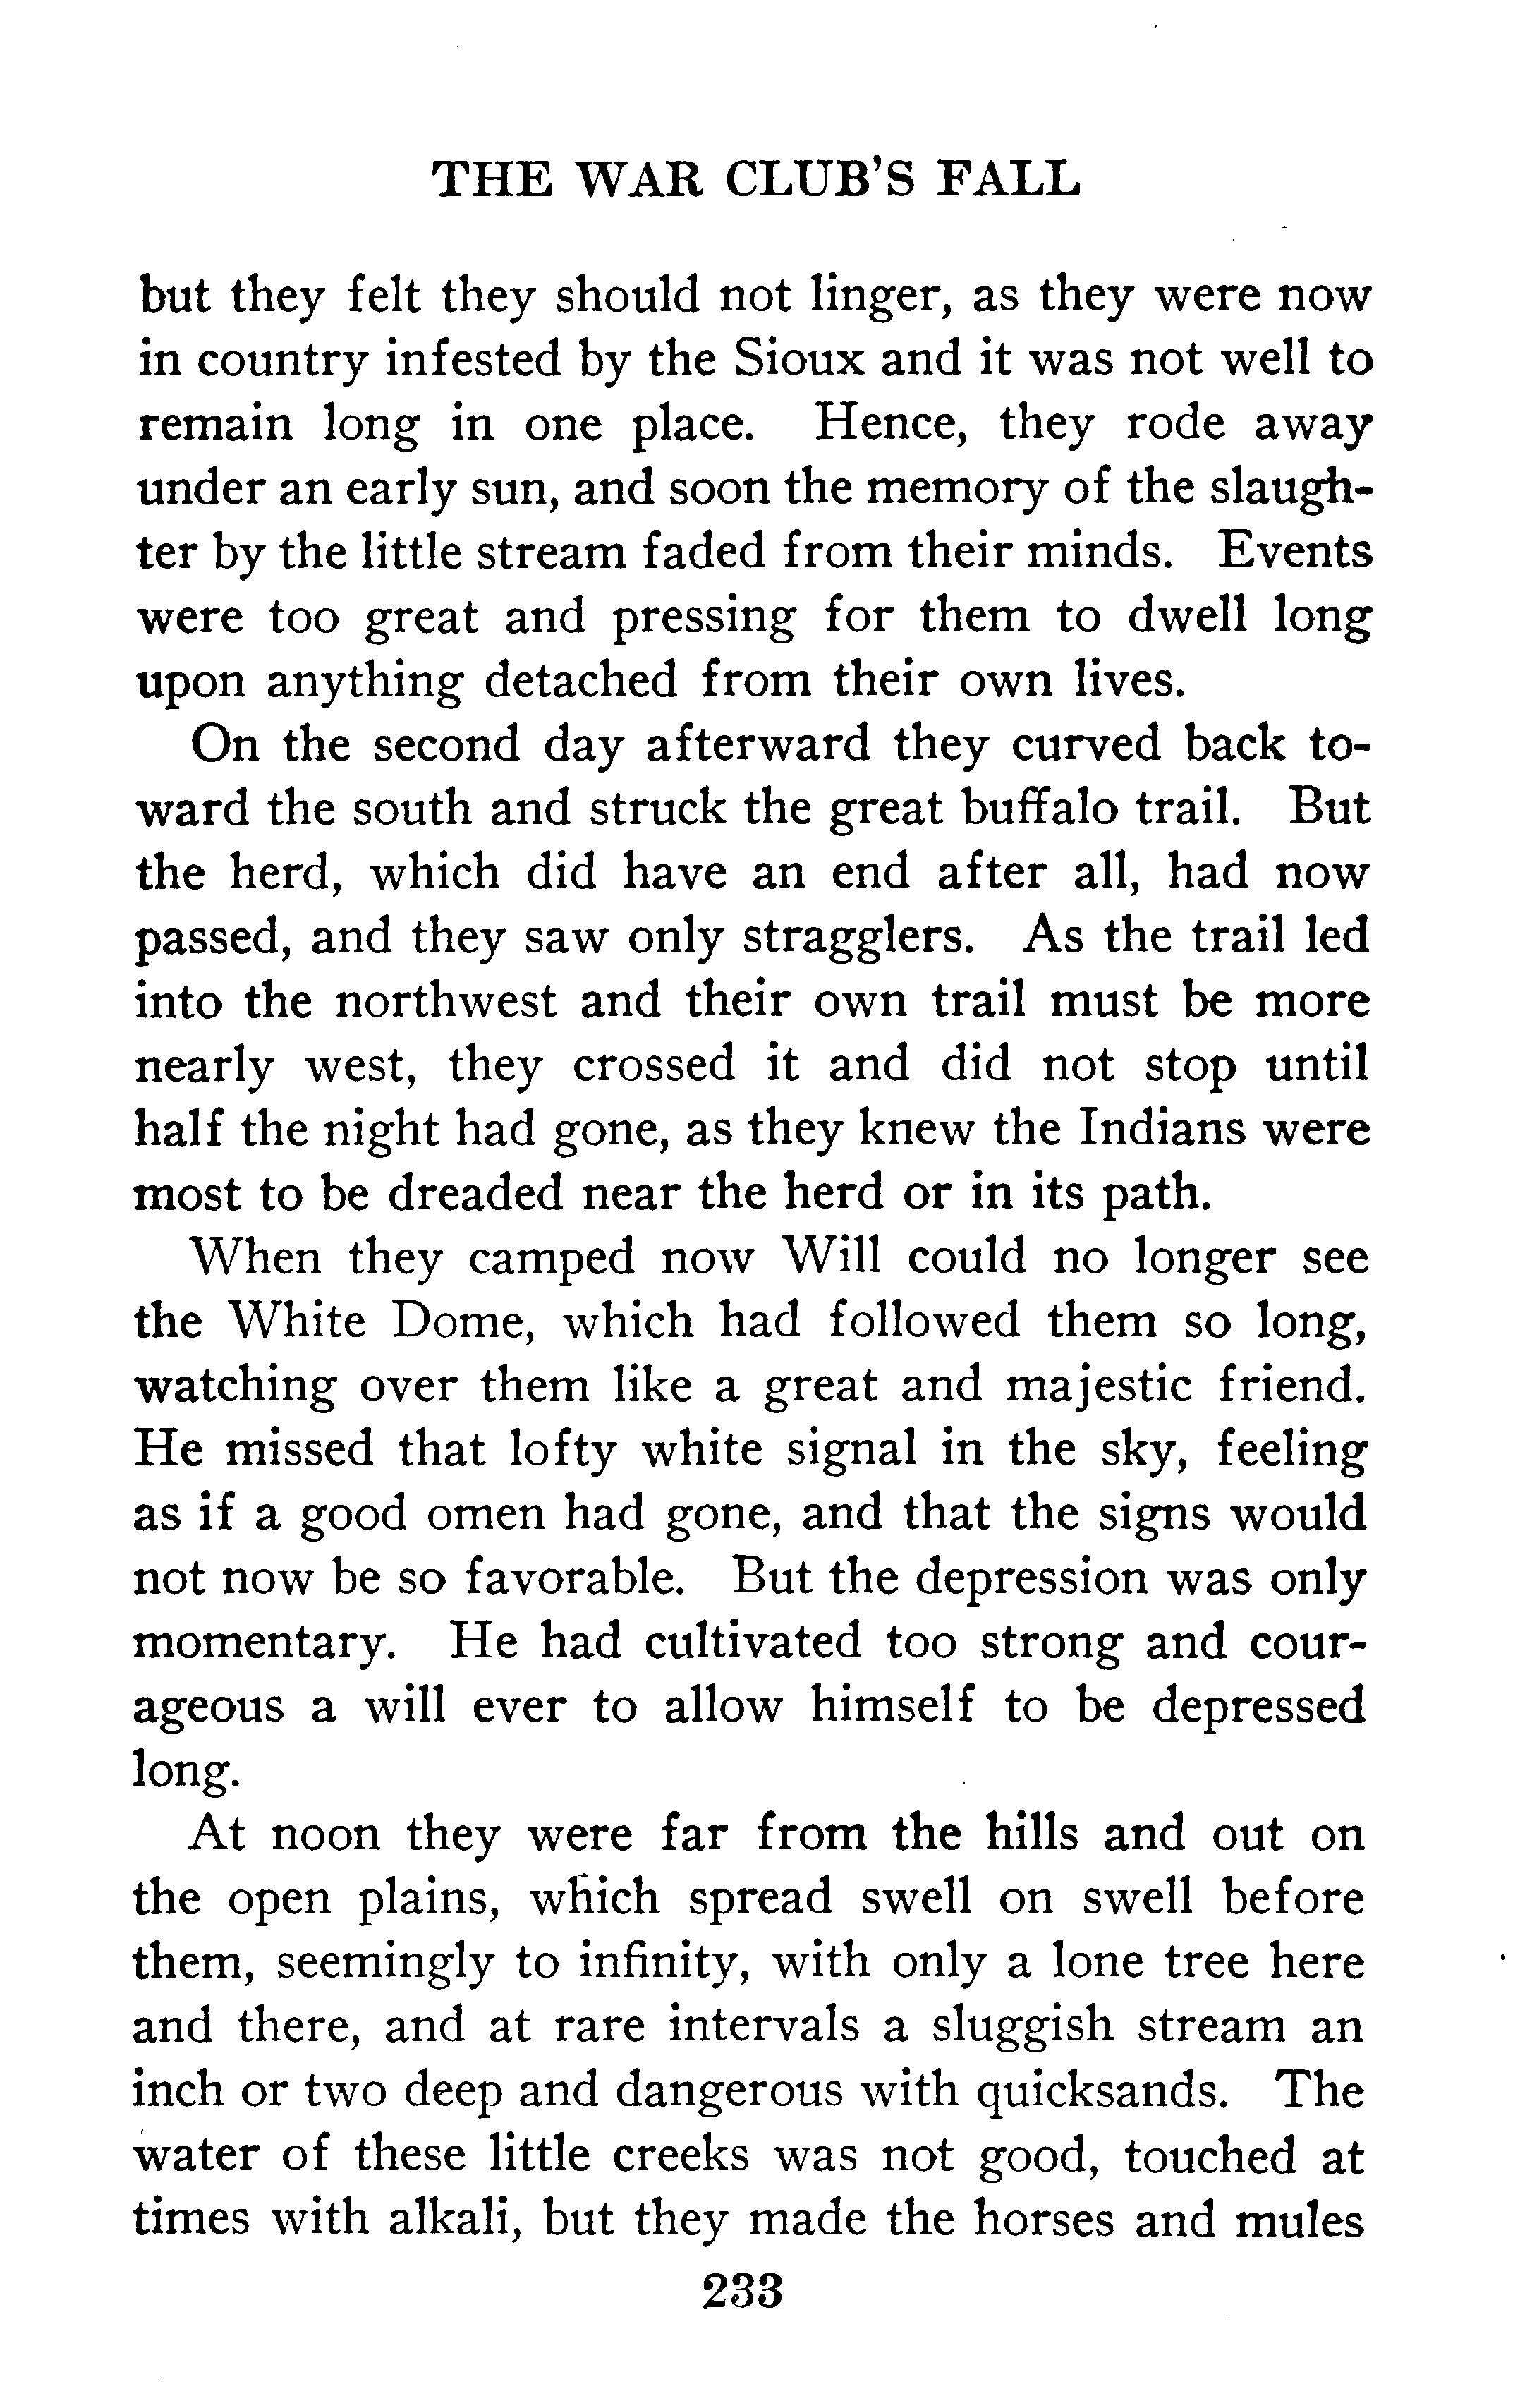 THE WAR CLUB'S FALL
but they felt they should not linger, as they were now
in country infested by the Sioux and it was not well to
remain long in one place. Hence, they rode away
under an early sun, and soon the memory of the slaugh-
ter by the little stream faded from their minds. Events
were too great and pressing for them to dwell long
upon anything detached from their own lives.
On the second day afterward they curved back to-
ward the south and struck the great buffalo trail. But
the herd, which did have an end after all, had now
passed, and they saw only stragglers. As the trail led
into the northwest and their own trail must be more
nearly west, they crossed it and did not stop until
half the night had gone, as they knew the Indians were
most to be dreaded near the herd or in its path.
When they camped now Will could no longer see
the White Dome, which had followed them so long,
watching over them like a great and majestic friend.
He missed that lofty white signal in the sky, feeling
as if a good omen had gone, and that the signs would
not now be so favorable. But the depression was only
momentary. He had cultivated too strong and cour-
ageous a will ever to allow himself to be depressed
long.
At noon they were far from the hills and out on
the open plains, which spread swell on swell before
them, seemingly to infinity, with only a lone tree here
and there, and at rare intervals a sluggish stream an
inch or two deep and dangerous with quicksands. The
water of these little creeks was not good, touched at
times with alkali, but they made the horses and mules
233